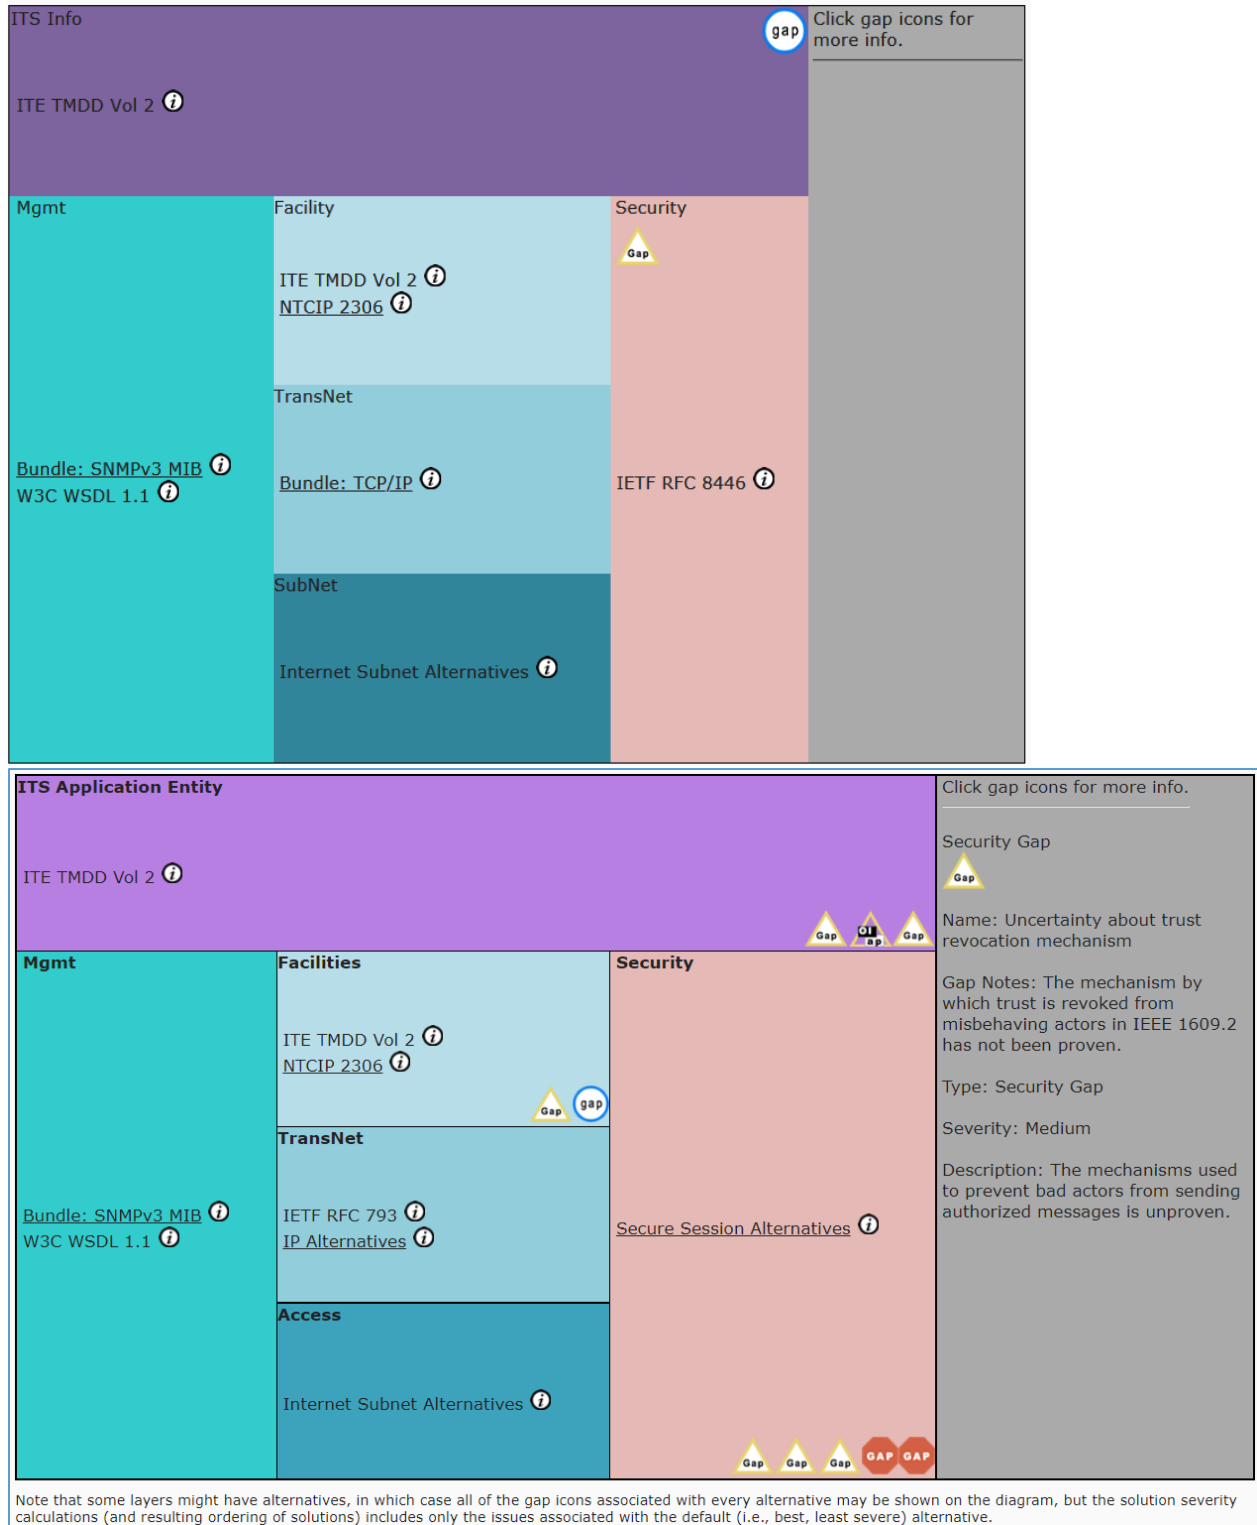 ITS Info
gap
Click gap icons for
more info.
ITE TMDD Vol 2 i
Mgmt
Facility
Security
Gap
ITE TMDD Vol 2 i
NTCIP 2306 i
TransNet
Bundle: SNMPv3 MIB i
W3C WSDL 1.1 i
Bundle: TCP/IP i
IETF RFC 8446 i
SubNet
Internet Subnet Alternatives i
ITS Application Entity
Click gap icons for more info.
ITE TMDD Vol 2 i
Security Gap
Gap
Gap
Gap
Name: Uncertainty about trust
revocation mechanism
Mgmt
Facilities
Security
Gap Notes: The mechanism by
which trust is revoked from
misbehaving actors in IEEE 1609.2
has not been proven.
ITE TMDD Vol 2 i
NTCIP 2306 i
Gap gap
Type: Security Gap
TransNet
Severity: Medium
Description: The mechanisms used
to prevent bad actors from sending
authorized messages is unproven.
Bundle: SNMPv3 MIB i
W3C WSDL 1.1 i
IETF RFC 793 i
IP Alternatives i
Secure Session Alternatives i
Access
Internet Subnet Alternatives i
Gap Gap Gap GAP GAP
Note that some layers might have alternatives, in which case all of the gap icons associated with every alternative may be shown on the diagram, but the solution severity
calculations (and resulting ordering of solutions) includes only the issues associated with the default (i.e., best, least severe) alternative.